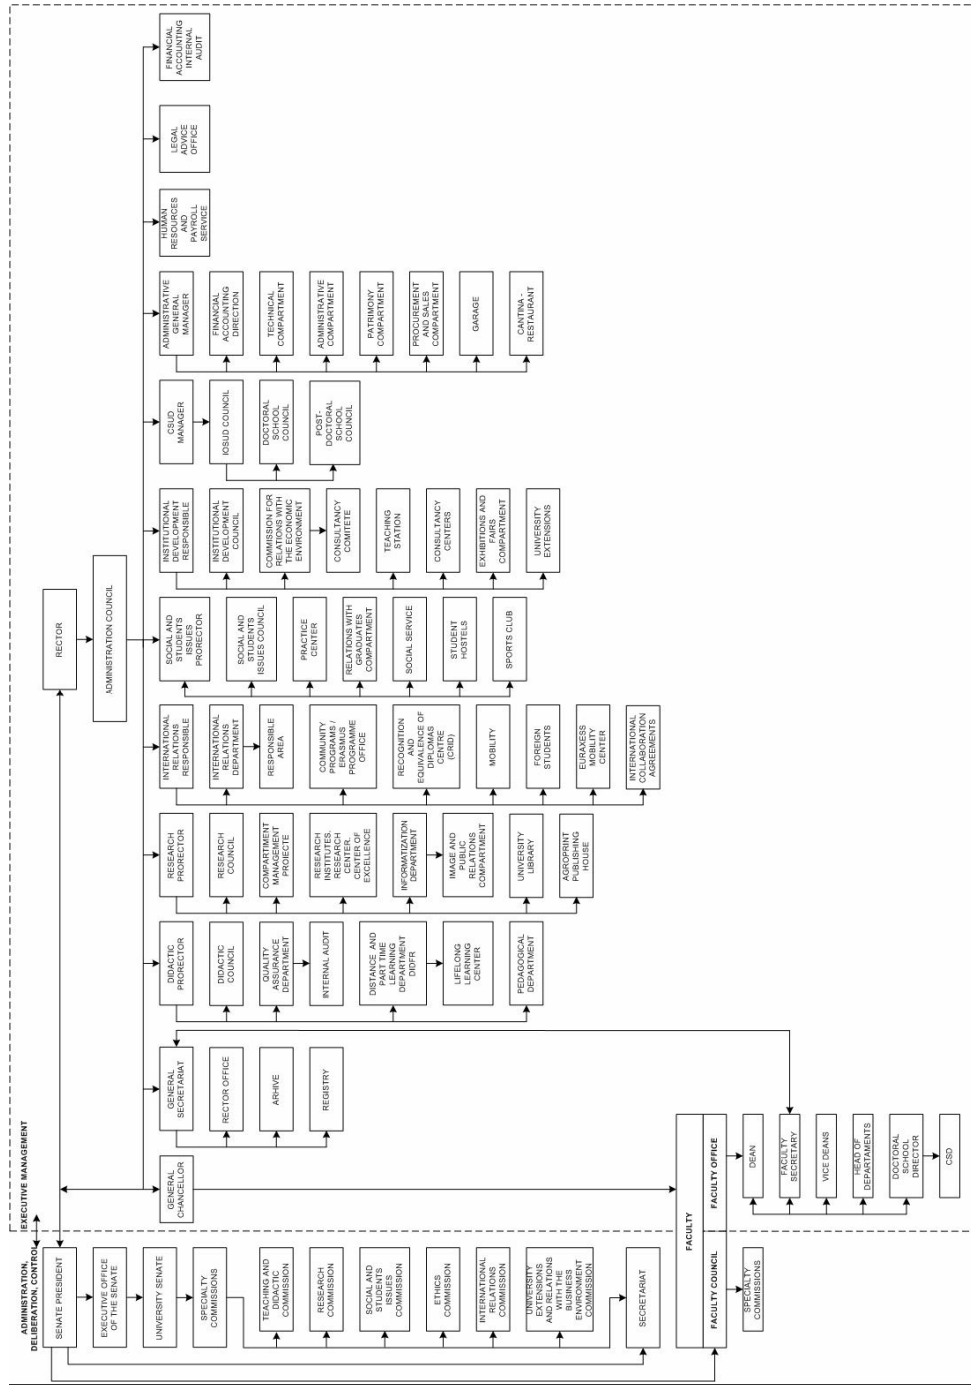 ADMINISTRATION,
DELIBERATION, CONTROL
EXECUTIVE MANAGEMENT
SENATE PRESIDENT
EXECUTIVE OFFICE
OF THE SENATE
UNIVERSITY SENATE
SPECIALTY
COMMISSIONS
TEACHING AND
DIDACTIC
COMMISSION
RESEARCH
COMMISSION
SOCIAL AND
STUDENTS
ISSUES
COMMISSION
ETHICS
COMMISSION
INTERNATIONAL
RELATIONS
COMMISSION
UNIVERSITY
EXTENSIONS
AND RELATIONS
WITH THE
BUSINESS
ENVIRONMENT
COMMISSION
SECRETARIAT
RECTOR
ADMINISTRATION COUNCIL
GENERAL
CHANCELLOR
GENERAL
SECRETARIAT
RECTOR OFFICE
ARHIVE
REGISTRY
DIDACTIC
PRORECTOR
DIDACTIC
COUNCIL
QUALITY
ASSURANCE
DEPARTMENT
INTERNAL AUDIT
DISTANCE AND
PART TIME
LEARNING
DEPARTMENT
DIDFR
LIFELONG
LEARNING
CENTER
PEDAGOGICAL
DEPARTMENT
RESEARCH
PRORECTOR
RESEARCH
COUNCIL
COMPARTIMENT
MANAGEMENT
PROIECTE
RESEARCH
INSTITUTES.
RESEARCH
CENTER.
CENTER OF
EXCELLENCE
INFORMATIZATION
DEPARTMENT
IMAGE AND
PUBLIC
RELATIONS
COMPARTMENT
UNIVERSITY
LIBRARY
AGROPRINT
PUBLISHING
HOUSE
INTERNATIONAL
RELATIONS
RESPONSIBLE
INTERNATIONAL
RELATIONS
DEPARTMENT
RESPONSIBLE
AREA
COMMUNITY
PROGRAMS /
ERASMUS
PROGRAMME
OFFICE
RECOGNITION
AND
EQUIVALENCE OF
DIPLOMAS
CENTRE
(CRID)
MOBILITY
FOREIGN
STUDENTS
EURAXESS
MOBILITY
CENTER
INTERNATIONAL
COLLABORATION
AGREEMENTS
SOCIAL AND
STUDENTS
ISSUES
PRORECTOR
SOCIAL AND
STUDENTS
ISSUES COUNCIL
PRACTICE
CENTER
RELATIONS WITH
GRADUATES
COMPARTMENT
SOCIAL SERVICE
STUDENT
HOSTELS
SPORTS CLUB
INSTITUTIONAL
DEVELOPMENT
RESPONSIBLE
INSTITUTIONAL
DEVELOPMENT
COUNCIL
COMMISSION FOR
RELATIONS WITH
THE ECONOMIC
ENVIRONMENT
CONSULTANCY
COMITETE
TEACHING
STATION
CONSULTANCY
CENTERS
EXHIBITIONS AND
FAIRS
COMPARTMENT
UNIVERSITY
EXTENSIONS
CSUD
MANAGER
IOSUD COUNCIL
DOCTORAL
SCHOOL
COUNCIL
POST-
DOCTORAL
SCHOOL
COUNCIL
ADMINISTRATIVE
GENERAL
MANAGER
FINANCIAL
ACCOUNTING
DIRECTION
TECHNICAL
COMPARTMENT
ADMINISTRATIVE
COMPARTMENT
PATRIMONY
COMPARTMENT
PROCUREMENT
AND SALES
COMPARTMENT
GARAGE
CANTINA -
RESTAURANT
HUMAN
RESOURCES
AND
PAYROLL
SERVICE
LEGAL
ADVICE
OFFICE
FINANCIAL
ACCOUNTING
INTERNAL
AUDIT
FACULTY
FACULTY COUNCIL
FACULTY OFFICE
SPECIALTY
COMMISSIONS
DEAN
FACULTY
SECRETARY
VICE DEANS
HEAD OF
DEPARTAMENTS
DOCTORAL
SCHOOL
DIRECTOR
CSD